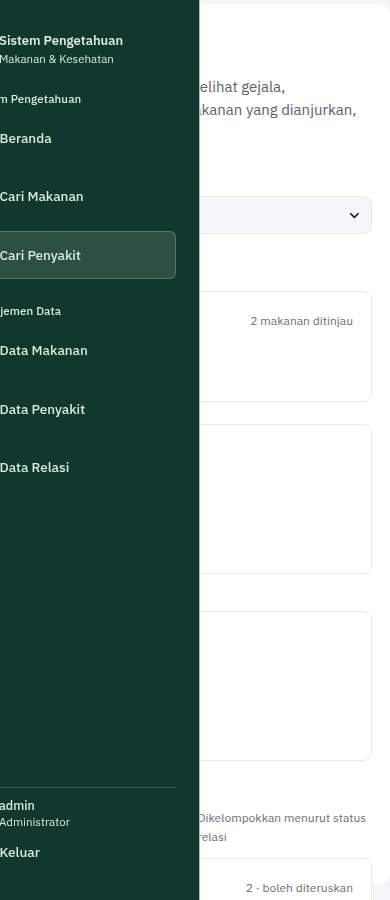 Sistem Pengetahuan
Makanan & Kesehatan
m Pengetahuan
Beranda
Cari Makanan
Cari Penyakit
jemen Data
Data Makanan
Data Penyakit
Data Relasi
admin
Administrator
Keluar
elihat gejala,
akanan yang dianjurkan,
2 makanan ditinjau
Dikelompokkan menurut status
relasi
2 · boleh diteruskan